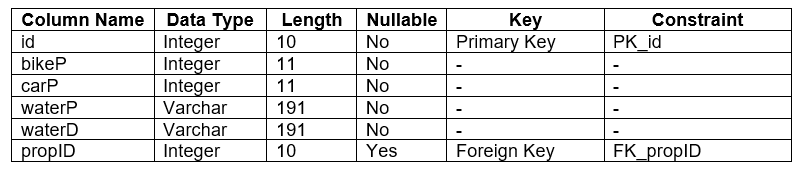 Column Name Data Type Length Nullable Key Constraint
id Integer 10 No Primary Key PK_id
bikeP Integer 11 No - -
carP Integer 11 No - -
waterP Varchar 191 No - -
waterD Varchar 191 No - -
propID Integer 10 Yes Foreign Key FK_propID